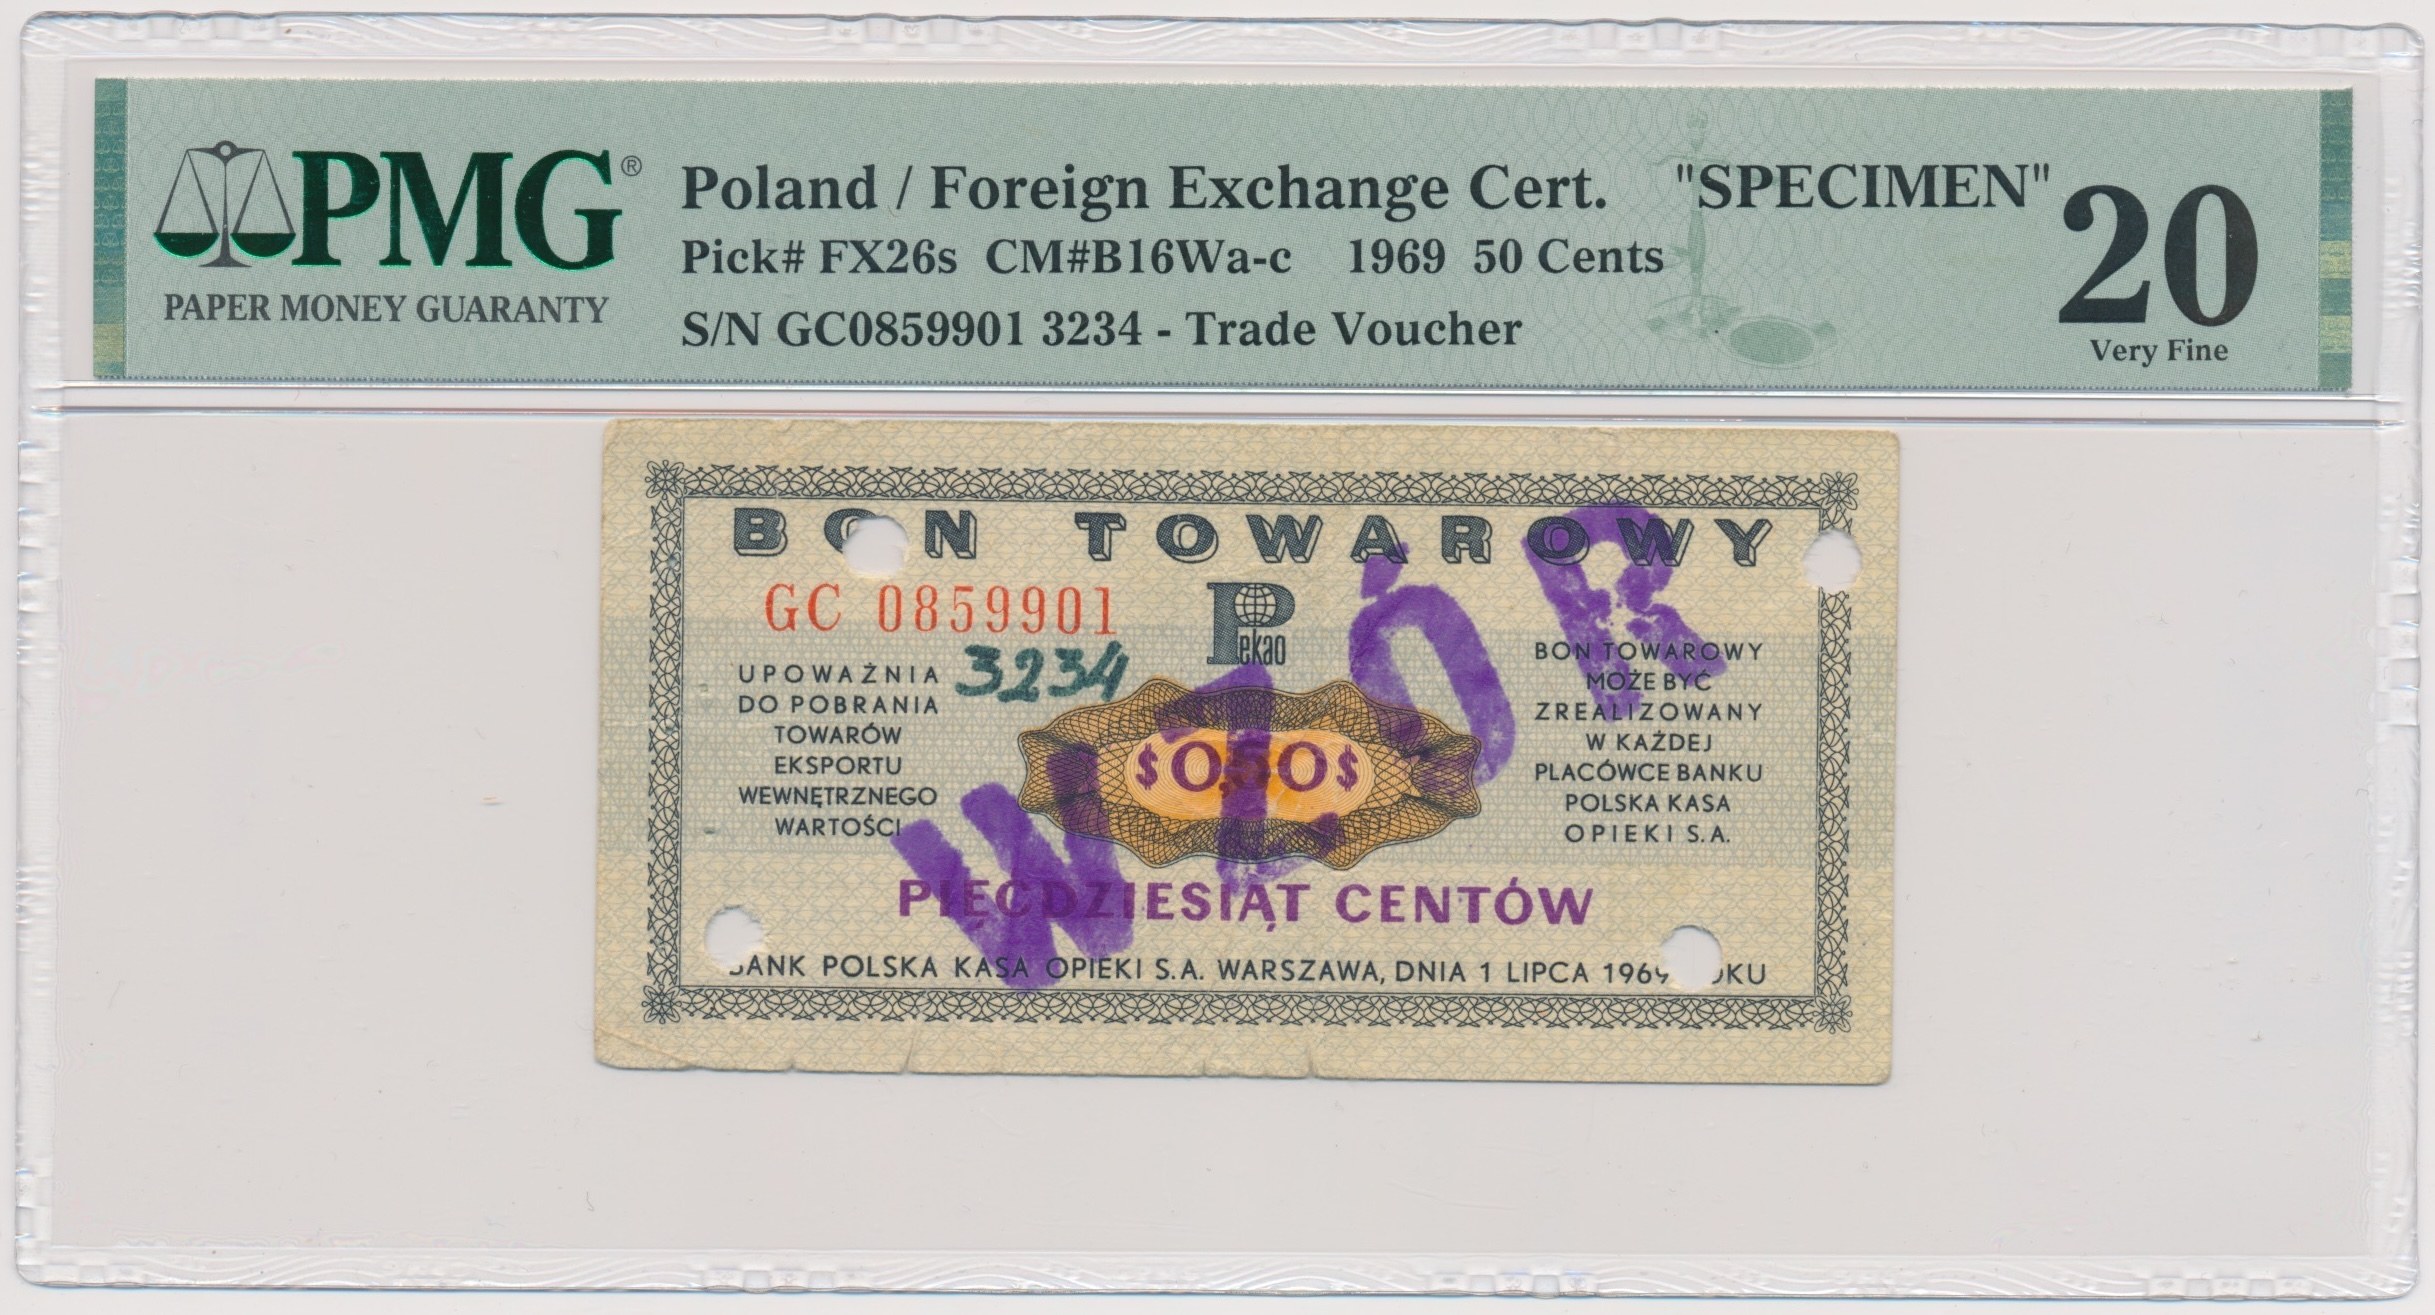 PMG®
PAPER MONEY GUARANTY
Poland / Foreign Exchange Cert. "SPECIMEN"
Pick# FX26s CM#B16Wa-c 1969 50 Cents
S/N GC0859901 3234 - Trade Voucher
20
Very Fine
BON TOWAROWY
GC 0859901
3234
Pekao
UPOWAŻNIA
DO POBRANIA
TOWARÓW
EKSPORTU
WEWNĘTRZNEGO
WARTOŚCI
$0,50$
BON TOWAROWY
MOŻE BYĆ
ZREALIZOWANY
W KAŻDEJ
PLACÓWCE BANKU
POLSKA KASA
OPIEKI S.A.
WZÓR
PIĘĆDZIESIĄT CENTÓW
BANK POLSKA KASA OPIEKI S.A. WARSZAWA, DNIA 1 LIPCA 1969 ROKU